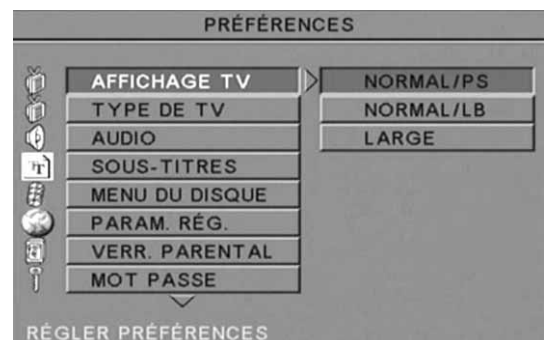 PRÉFÉRENCES
AFFICHAGE TV
TYPE DE TV
AUDIO
SOUS-TITRES
MENU DU DISQUE
PARAM. RÉG.
VERR. PARENTAL
MOT PASSE
NORMAL/PS
NORMAL/LB
LARGE
RÉGLER PRÉFÉRENCES